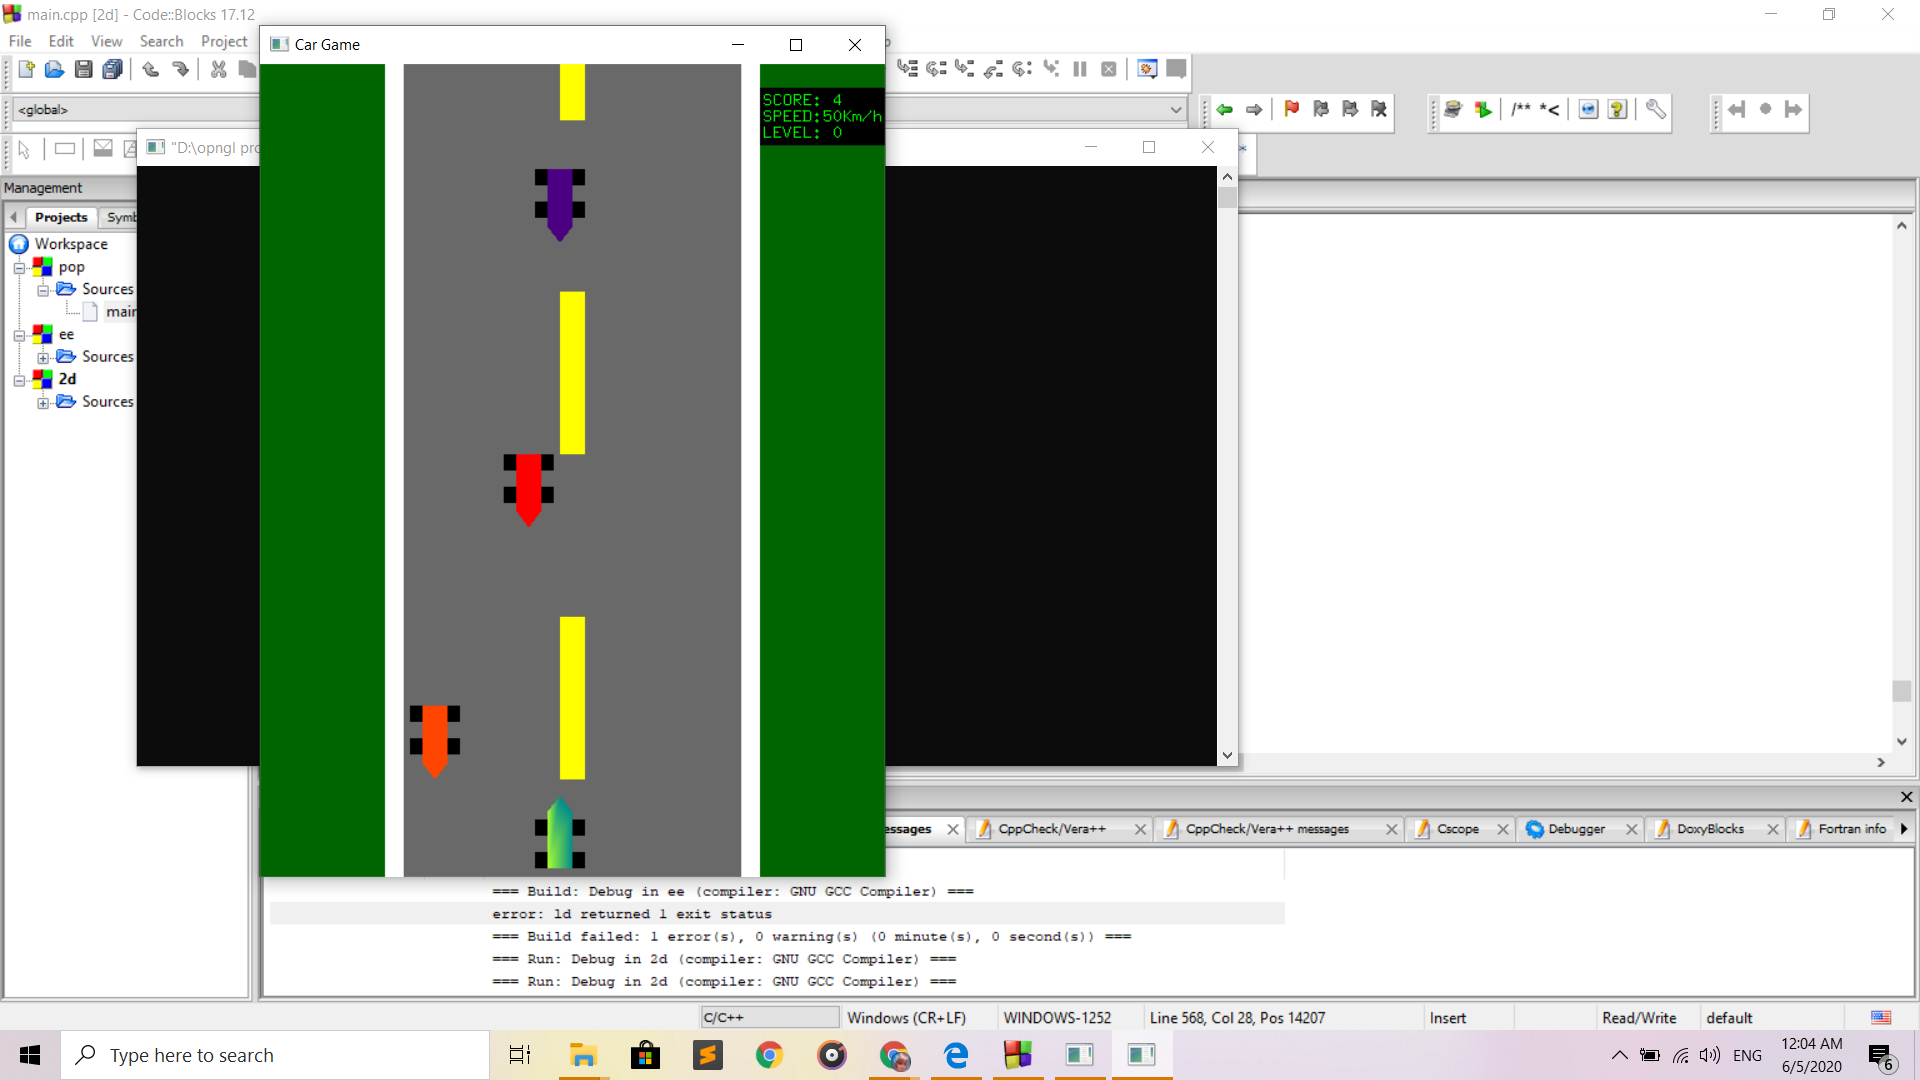 main.cpp [2d] - Code::Blocks 17.12
File Edit View Search Project
Car Game
<global>
SCORE: 4
SPEED:50Km/h
LEVEL: 0
/** *<
"D:\opngl pro
Management
Projects Symb
Workspace
pop
Sources
main
ee
Sources
2d
Sources
essages CppCheck/Vera++ CppCheck/Vera++ messages Cscope Debugger DoxyBlocks Fortran info
=== Build: Debug in ee (compiler: GNU GCC Compiler) ===
error: ld returned 1 exit status
=== Build failed: 1 error(s), 0 warning(s) (0 minute(s), 0 second(s)) ===
=== Run: Debug in 2d (compiler: GNU GCC Compiler) ===
=== Run: Debug in 2d (compiler: GNU GCC Compiler) ===
C/C++ Windows (CR+LF) WINDOWS-1252 Line 568, Col 28, Pos 14207 Insert Read/Write default
Type here to search
ENG
12:04 AM
6/5/2020
6